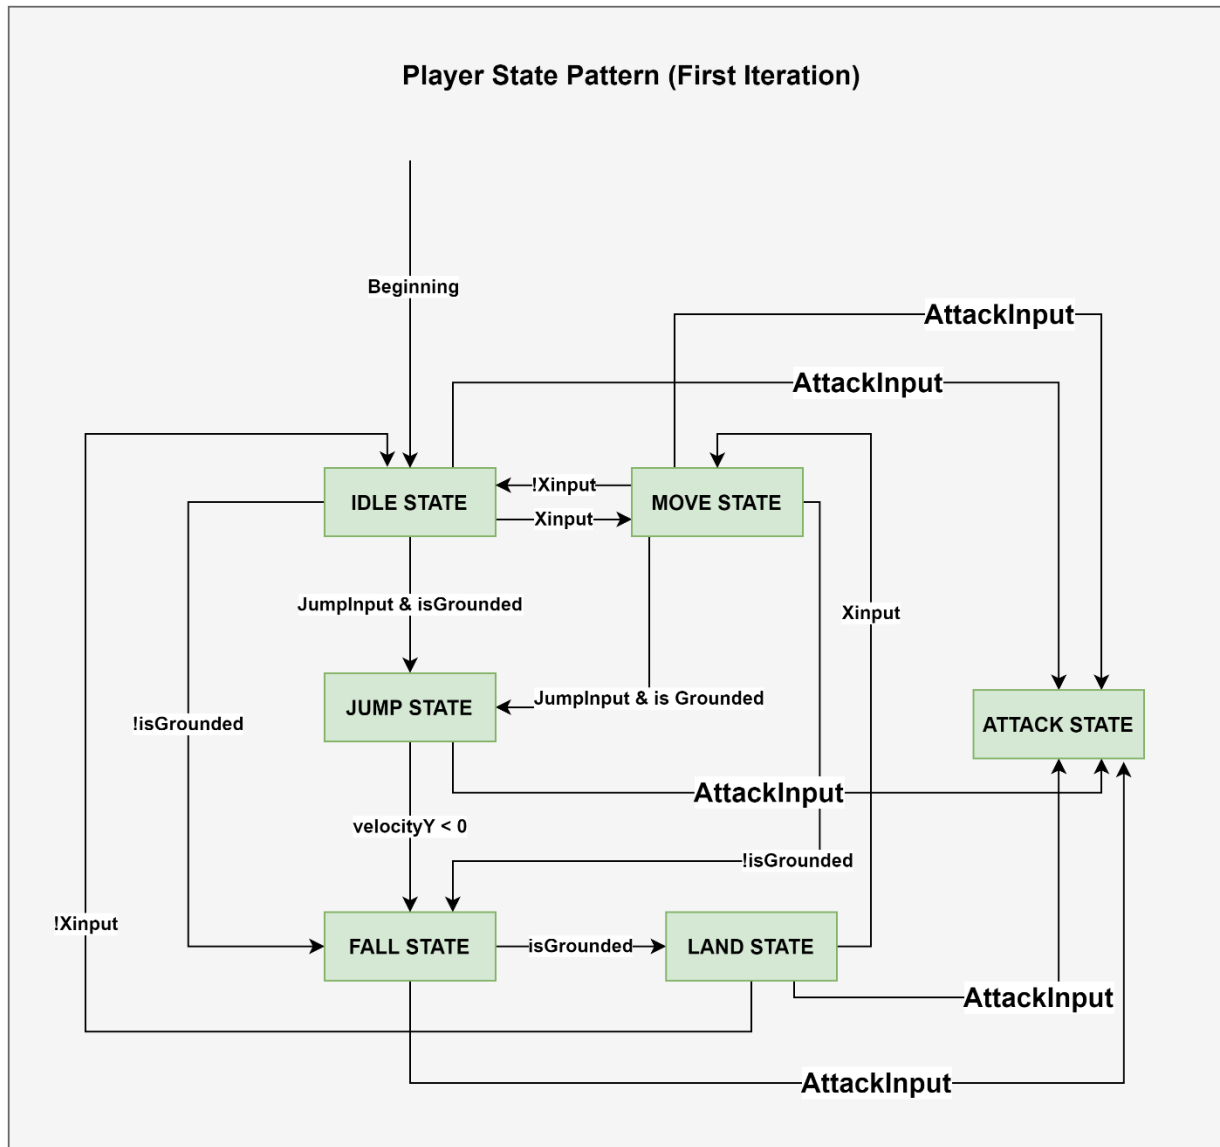 Player State Pattern (First Iteration)
Beginning
AttackInput
AttackInput
IDLE STATE
!Xinput
Xinput
MOVE STATE
JumpInput & isGrounded
Xinput
JUMP STATE
JumpInput & is Grounded
!isGrounded
ATTACK STATE
AttackInput
velocityY < 0
!isGrounded
!Xinput
FALL STATE
isGrounded
LAND STATE
AttackInput
AttackInput